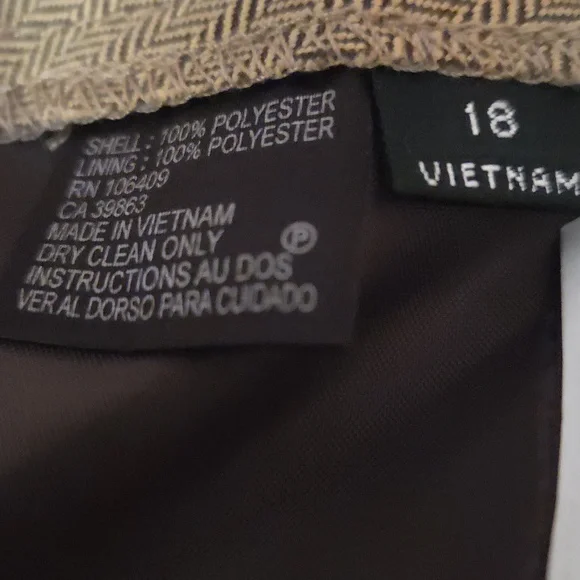 SHELL: 100% POLYESTER
LINING: 100% POLYESTER
RN 106409
CA 39863
MADE IN VIETNAM
DRY CLEAN ONLY P
INSTRUCTIONS AU DOS
VER AL DORSO PARA CUIDADO
18
VIETNAM